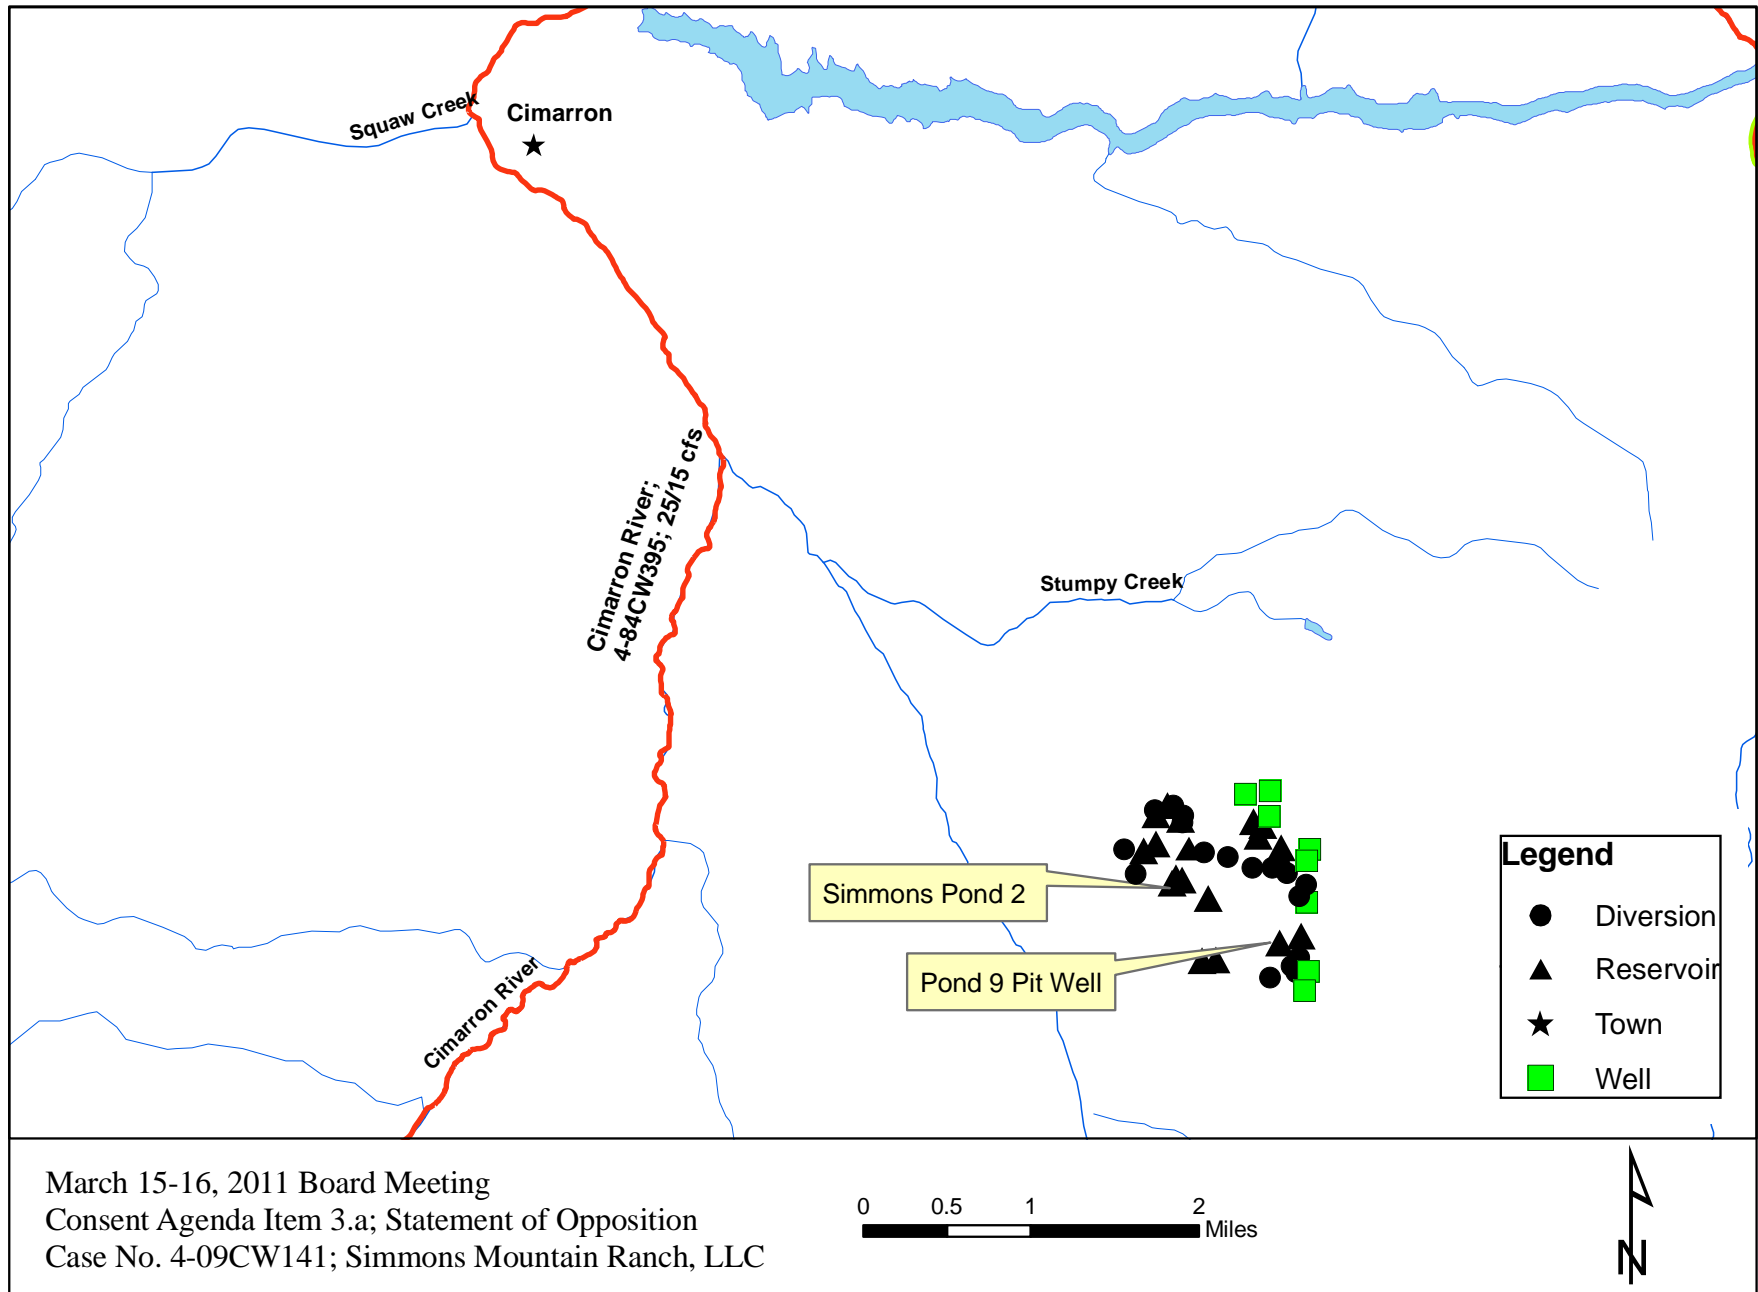 Squaw Creek
Cimarron
Cimarron River;
4-84CW395; 25/15 cfs
Stumpy Creek
Simmons Pond 2
Pond 9 Pit Well
Cimarron River
Legend
Diversion
Reservoir
Town
Well
March 15-16, 2011 Board Meeting
Consent Agenda Item 3.a; Statement of Opposition
Case No. 4-09CW141; Simmons Mountain Ranch, LLC
0 0.5 1 2
Miles
N